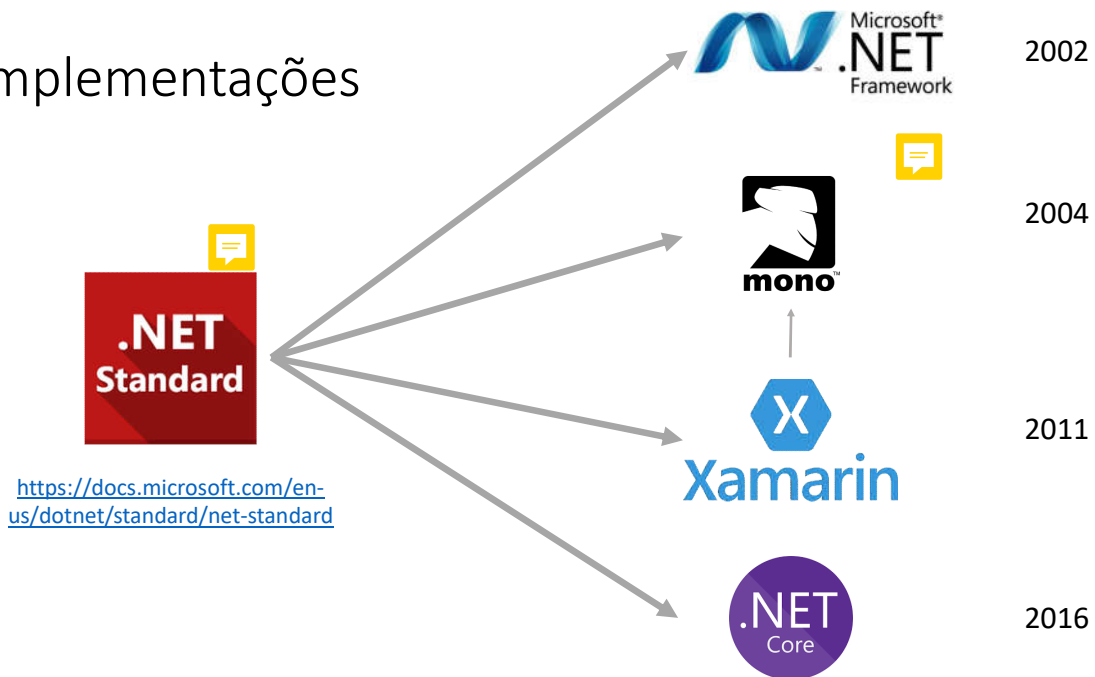 mplementações
Microsoft®
.NET
Framework
2002
mono™
2004
.NET
Standard
https://docs.microsoft.com/en-
us/dotnet/standard/net-standard
X
Xamarin
2011
.NET
Core
2016